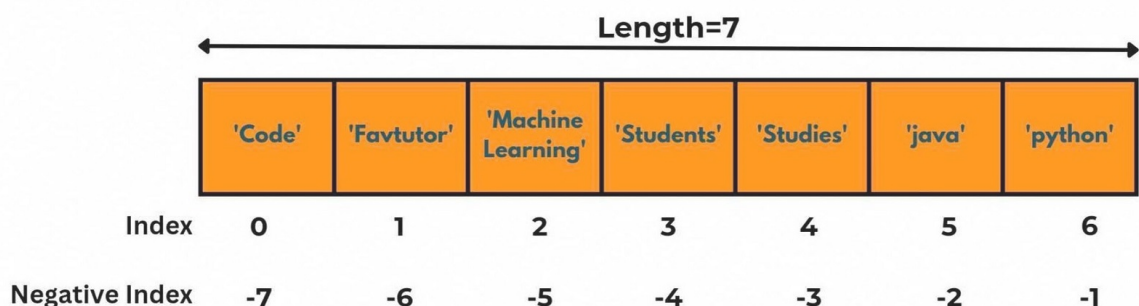 Length=7
'Code' 'Favtutor' 'Machine Learning' 'Students' 'Studies' 'java' 'python'
Index 0 1 2 3 4 5 6
Negative Index -7 -6 -5 -4 -3 -2 -1